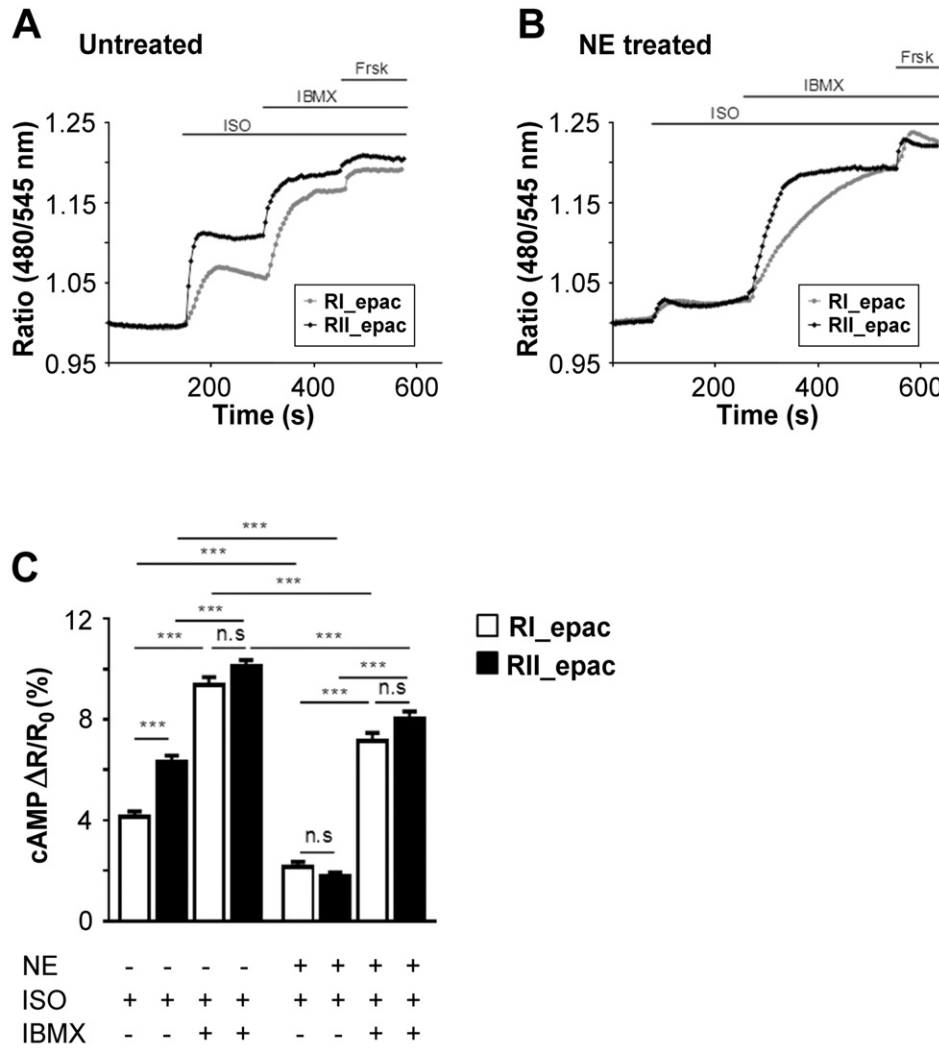 A Untreated
Frsk
IBMX
ISO
1.25
1.15
1.05
0.95
Ratio (480/545 nm)
RI_epac
RII_epac
200 400 600
Time (s)
B NE treated
Frsk
IBMX
ISO
1.25
1.15
1.05
0.95
Ratio (480/545 nm)
RI_epac
RII_epac
200 400 600
Time (s)
C
***
***
***
*** n.s ***
*** ***
*** n.s
***
n.s
12
8
4
0
cAMP ΔR/R0 (%)
RI_epac
RII_epac
NE - - - - + + + +
ISO + + + + + + + +
IBMX - - + + - - + +